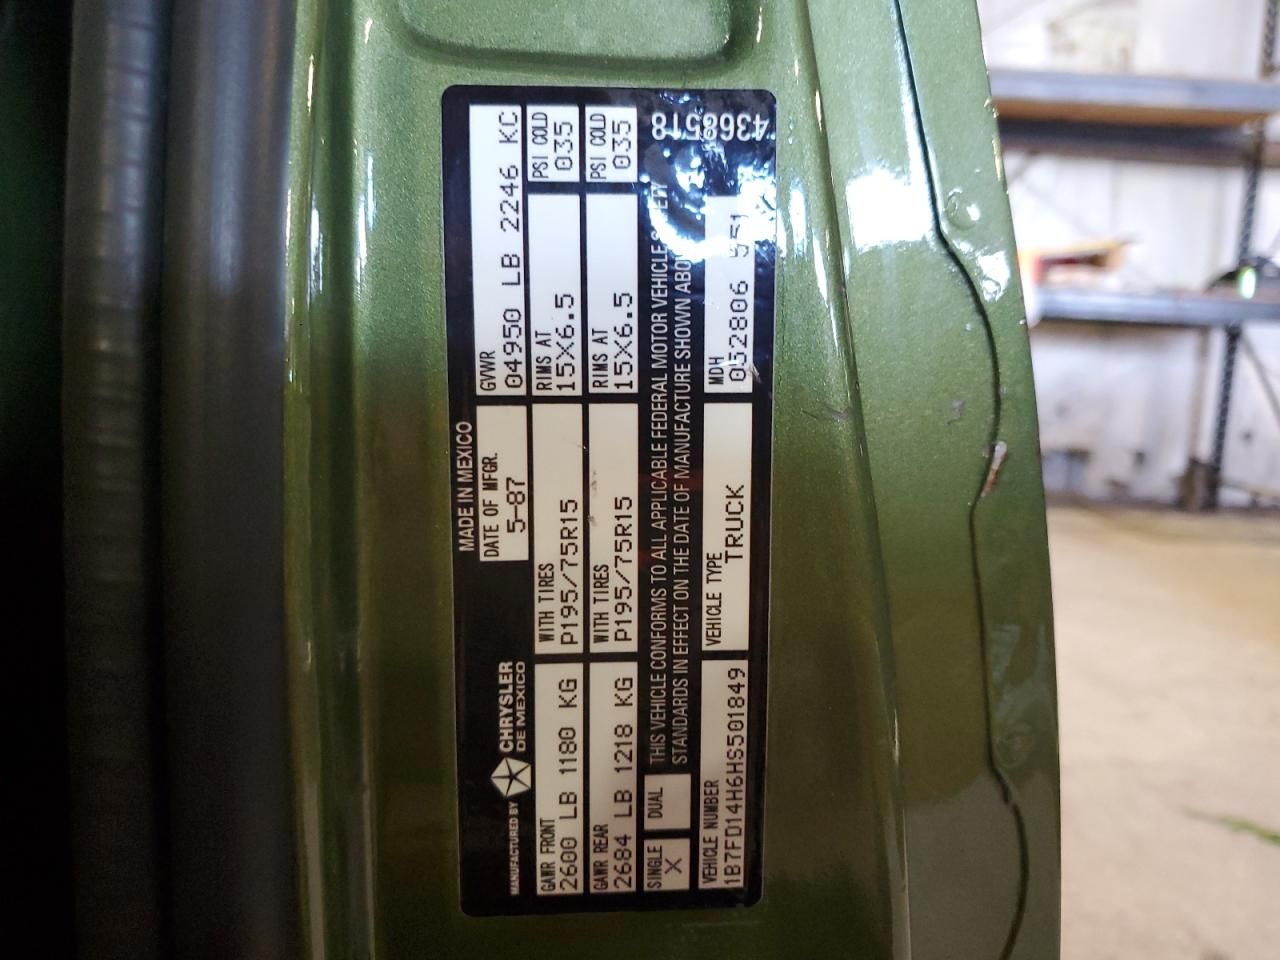 MADE IN MEXICO
MANUFACTURED BY CHRYSLER DE MEXICO
DATE OF MFGR.
5-87
GVWR
04950 LB 2246 KG
GAWR FRONT
2600 LB 1180 KG
WITH TIRES
P195/75R15
RIMS AT
15X6.5
PSI COLD
035
GAWR REAR
2684 LB 1218 KG
WITH TIRES
P195/75R15
RIMS AT
15X6.5
PSI COLD
035
SINGLE
X
DUAL
THIS VEHICLE CONFORMS TO ALL APPLICABLE FEDERAL MOTOR VEHICLE
STANDARDS IN EFFECT ON THE DATE OF MANUFACTURE SHOWN
VEHICLE NUMBER
1B7FD14H6HS501849
VEHICLE TYPE
TRUCK
MDH
052806 551
4368518